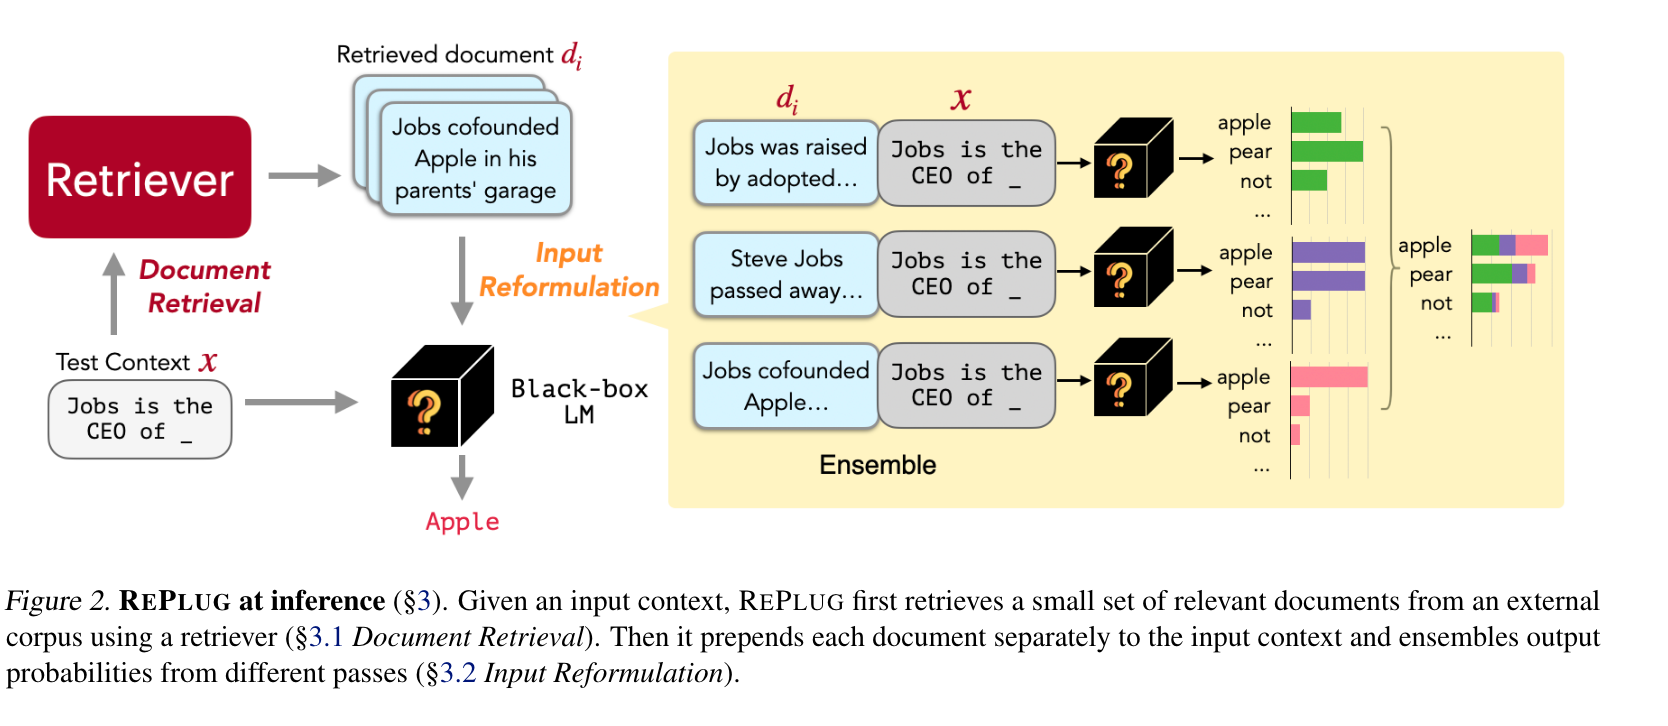 Retrieved document di
Retriever
Jobs cofounded
Apple in his
parents' garage
Document
Retrieval
Input
Reformulation
Test Context x
Jobs is the
CEO of _
?
Black-box
LM
Apple
di
x
Jobs was raised
by adopted...
Jobs is the
CEO of _
?
apple
pear
not
...
Steve Jobs
passed away...
Jobs is the
CEO of _
?
apple
pear
not
...
Jobs cofounded
Apple...
Jobs is the
CEO of _
?
apple
pear
not
...
Ensemble
apple
pear
not
...
Figure 2. REPLUG at inference (§3). Given an input context, REPLUG first retrieves a small set of relevant documents from an external
corpus using a retriever (§3.1 Document Retrieval). Then it prepends each document separately to the input context and ensembles output
probabilities from different passes (§3.2 Input Reformulation).